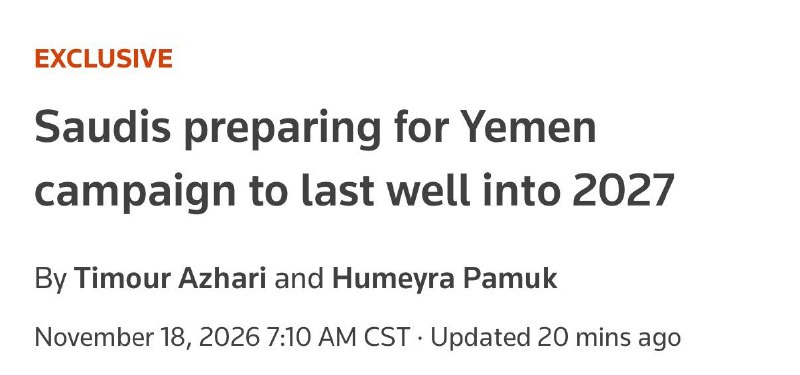 EXCLUSIVE
Saudis preparing for Yemen
campaign to last well into 2027
By Timour Azhari and Humeyra Pamuk
November 18, 2026 7:10 AM CST · Updated 20 mins ago